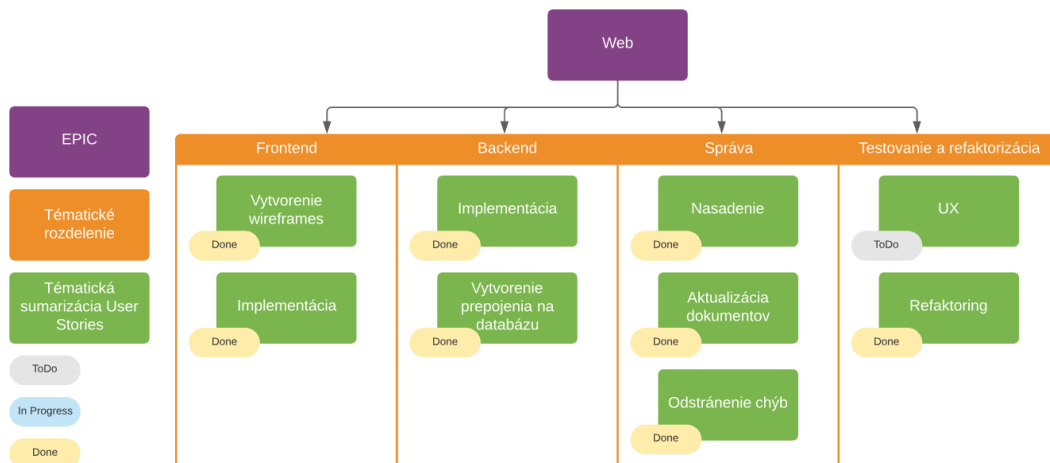 Web
EPIC
Tématické
rozdelenie
Tématická
sumarizácia User
Stories
ToDo
In Progress
Done
Frontend
Vytvorenie
wireframes
Done
Implementácia
Done
Backend
Implementácia
Done
Vytvorenie
prepojenia na
databázu
Done
Správa
Nasadenie
Done
Aktualizácia
dokumentov
Done
Odstránenie chýb
Done
Testovanie a refaktorizácia
UX
ToDo
Refaktoring
Done